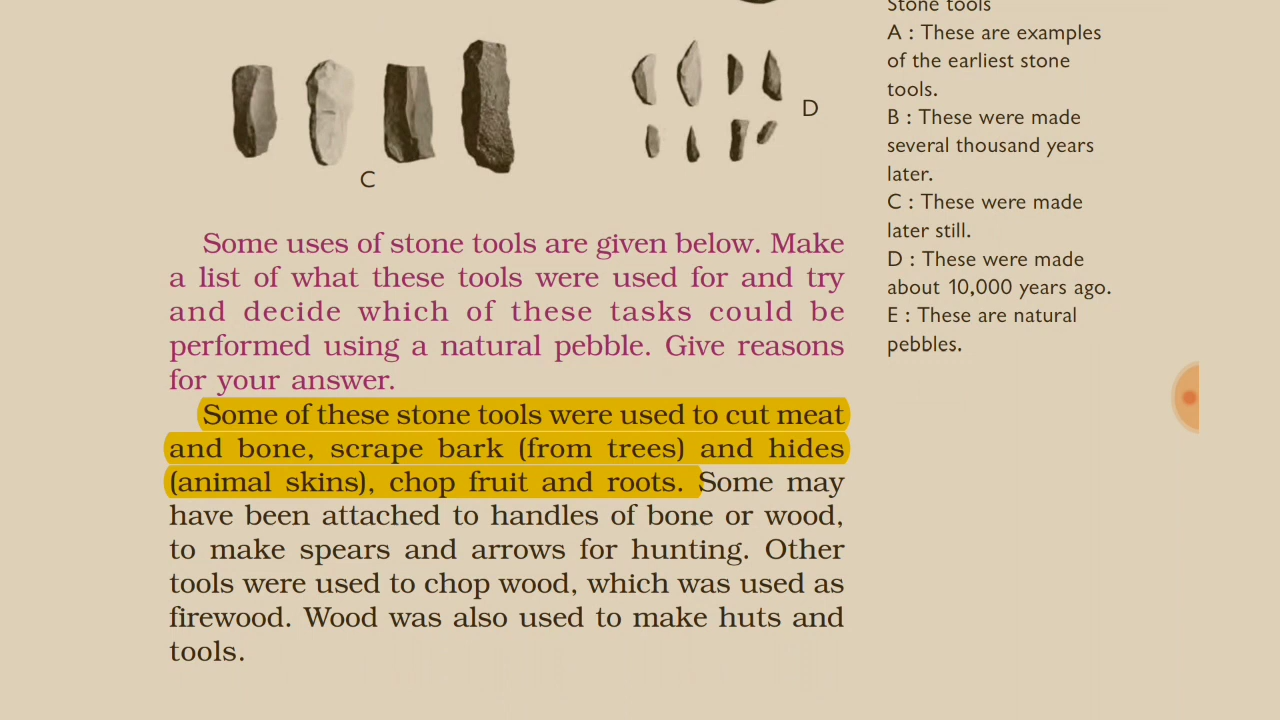 Stone tools
A : These are examples
of the earliest stone
tools.
B : These were made
several thousand years
later.
C : These were made
later still.
D : These were made
about 10,000 years ago.
E : These are natural
pebbles.
C
D
Some uses of stone tools are given below. Make
a list of what these tools were used for and try
and decide which of these tasks could be
performed using a natural pebble. Give reasons
for your answer.
Some of these stone tools were used to cut meat
and bone, scrape bark (from trees) and hides
(animal skins), chop fruit and roots. Some may
have been attached to handles of bone or wood,
to make spears and arrows for hunting. Other
tools were used to chop wood, which was used as
firewood. Wood was also used to make huts and
tools.